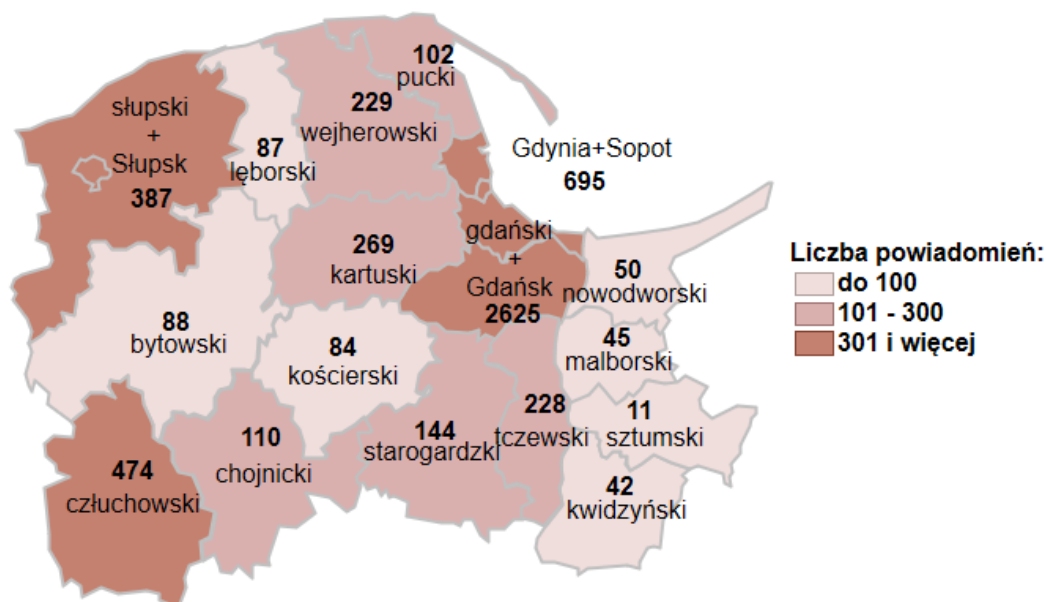 102
pucki
229
wejherowski
słupski
+
Słupsk
387
87
lęborski
Gdynia+Sopot
695
269
kartuski
gdański
+
Gdańsk
2625
50
nowodworski
88
bytowski
84
kościerski
45
malborski
474
człuchowski
110
chojnicki
144
starogardzki
228
tczewski
11
sztumski
42
kwidzyński
Liczba powiadomień:
do 100
101 - 300
301 i więcej